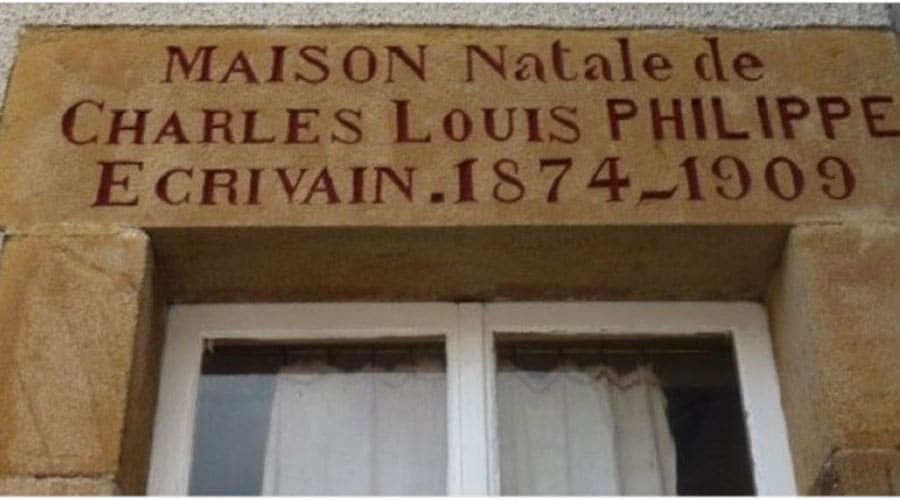 MAISON Natale de
CHARLES LOUIS PHILIPPE
ECRIVAIN.1874-1909